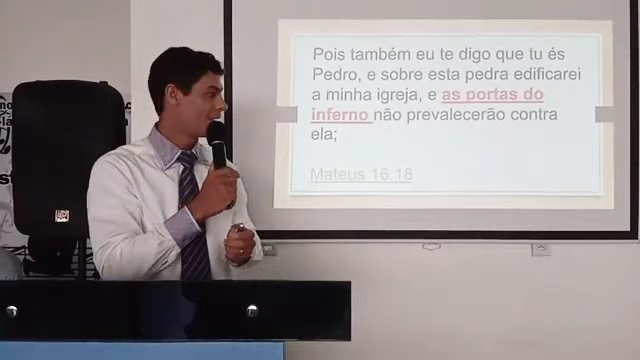 Pois também eu te digo que tu és
Pedro, e sobre esta pedra edificarei
a minha igreja, e as portas do
inferno não prevalecerão contra
ela;
Mateus 16:18